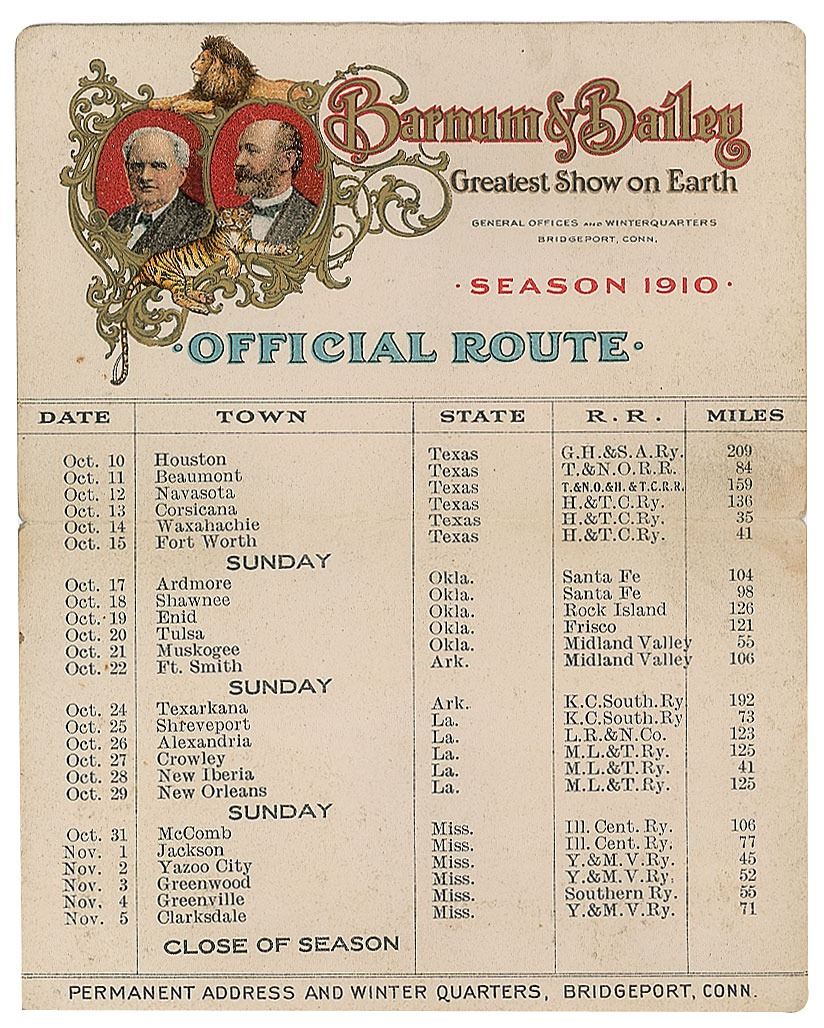 Barnum & Bailey
Greatest Show on Earth
GENERAL OFFICES AND WINTERQUARTERS
BRIDGEPORT, CONN.
·SEASON 1910·
·OFFICIAL ROUTE·
DATE TOWN STATE R.R. MILES
Oct. 10 Houston Texas G.H.&S.A.Ry. 209
Oct. 11 Beaumont Texas T.&N.O.R.R. 84
Oct. 12 Navasota Texas T.&N.O.&H.&T.C.R.R. 159
Oct. 13 Corsicana Texas H.&T.C.Ry. 136
Oct. 14 Waxahachie Texas H.&T.C.Ry. 35
Oct. 15 Fort Worth Texas H.&T.C.Ry. 41
SUNDAY
Oct. 17 Ardmore Okla. Santa Fe 104
Oct. 18 Shawnee Okla. Santa Fe 98
Oct. 19 Enid Okla. Rock Island 126
Oct. 20 Tulsa Okla. Frisco 121
Oct. 21 Muskogee Okla. Midland Valley 55
Oct. 22 Ft. Smith Ark. Midland Valley 106
SUNDAY
Oct. 24 Texarkana Ark. K.C.South.Ry 192
Oct. 25 Shreveport La. K.C.South.Ry 73
Oct. 26 Alexandria La. L.R.&N.Co. 123
Oct. 27 Crowley La. M.L.&T.Ry. 125
Oct. 28 New Iberia La. M.L.&T.Ry. 41
Oct. 29 New Orleans La. M.L.&T.Ry. 125
SUNDAY
Oct. 31 McComb Miss. Ill. Cent. Ry. 106
Nov. 1 Jackson Miss. Ill. Cent. Ry. 77
Nov. 2 Yazoo City Miss. Y.&M.V.Ry. 45
Nov. 3 Greenwood Miss. Y.&M.V.Ry. 52
Nov. 4 Greenville Miss. Southern Ry. 55
Nov. 5 Clarksdale Miss. Y.&M.V.Ry. 71
CLOSE OF SEASON
PERMANENT ADDRESS AND WINTER QUARTERS, BRIDGEPORT, CONN.